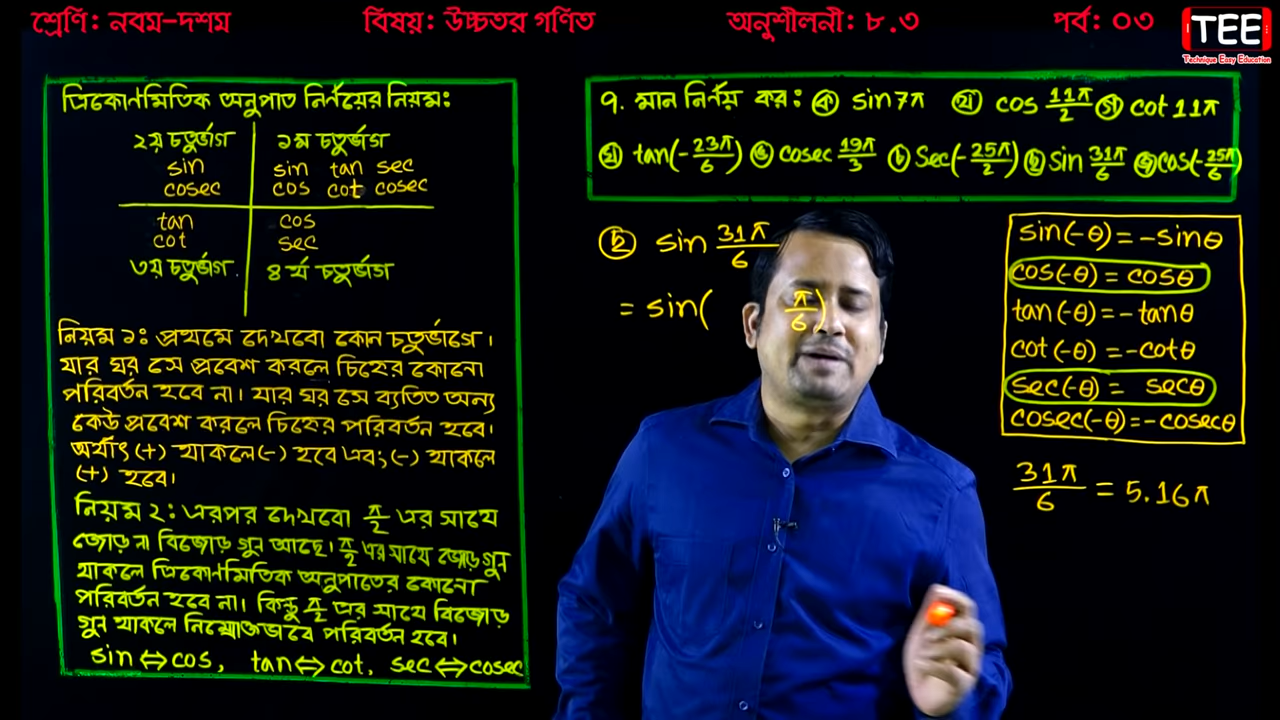 শ্রেণি: নবম-দশম
বিষয়: উচ্চতর গণিত
অনুশীলনী: ৮.৩
পর্ব: ০৩
TEE
Technique Easy Education
ত্রিকোণমিতিক অনুপাত নির্ণয়ের নিয়ম:
২য় চতুর্ভাগ
sin
cosec
১ম চতুর্ভাগ
sin tan sec
cos cot cosec
tan
cot
৩য় চতুর্ভাগ
cos
sec
৪র্থ চতুর্ভাগ
নিয়ম ১: প্রথমে দেখবো কোন চতুর্ভাগে।
যার ঘর সে প্রবেশ করলে চিহ্নের কোনো
পরিবর্তন হবে না। যার ঘর সে ব্যতিত অন্য
কেউ প্রবেশ করলে চিহ্নের পরিবর্তন হবে।
অর্থাৎ (+) থাকলে (-) হবে এবং (-) থাকলে
(+) হবে।
নিয়ম ২: এরপর দেখবো π/2 এর সাথে
জোড় না বিজোড় গুন আছে। π/2 এর সাথে জোড় গুন
থাকলে ত্রিকোণমিতিক অনুপাতের কোনো
পরিবর্তন হবে না। কিন্তু π/2 এর সাথে বিজোড়
গুন থাকলে নিম্নোক্তভাবে পরিবর্তন হবে।
sin⇔cos, tan⇔cot, sec⇔cosec
৭. মান নির্ণয় কর: ক sin7π খ cos 11π/2 গ cot 11π
ঘ tan(-23π/6) ঙ cosec 19π/3 চ Sec(-25π/2) ছ sin 31π/6 জ cos(-25π/6)
ছ sin 31π/6
= sin( π/6)
sin(-θ) = -sinθ
cos(-θ) = cosθ
tan(-θ) = -tanθ
cot(-θ) = -cotθ
sec(-θ) = secθ
cosec(-θ) = -cosecθ
31π/6 = 5.16π